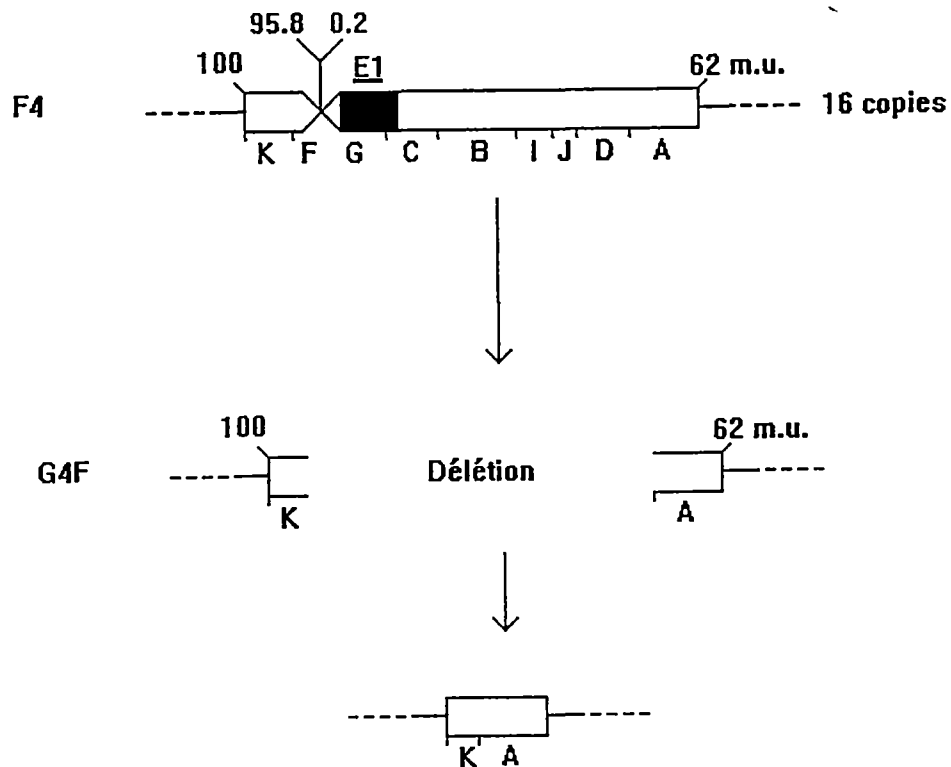 95.8 0.2
100 E1 62 m.u.
F4 16 copies
K F G C B I J D A
100 62 m.u.
G4F Délétion
K A
K A